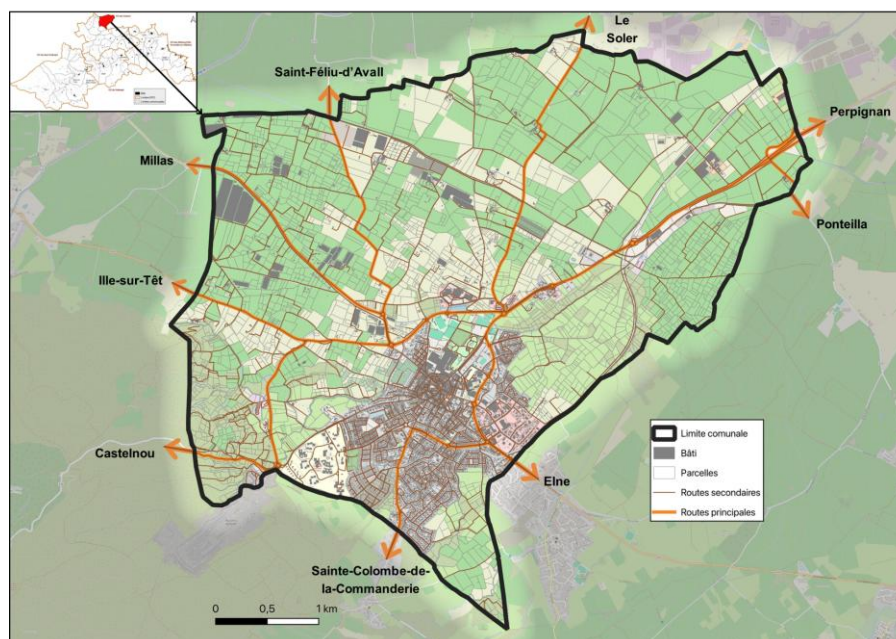 Le
Soler
Saint-Féliu-d'Avall
Perpignan
Millas
Ponteilla
Ille-sur-Têt
Castelnou
Elne
Sainte-Colombe-de-
la-Commanderie
Limite comunale
Bâti
Parcelles
Routes secondaires
Routes principales
0 0,5 1 km